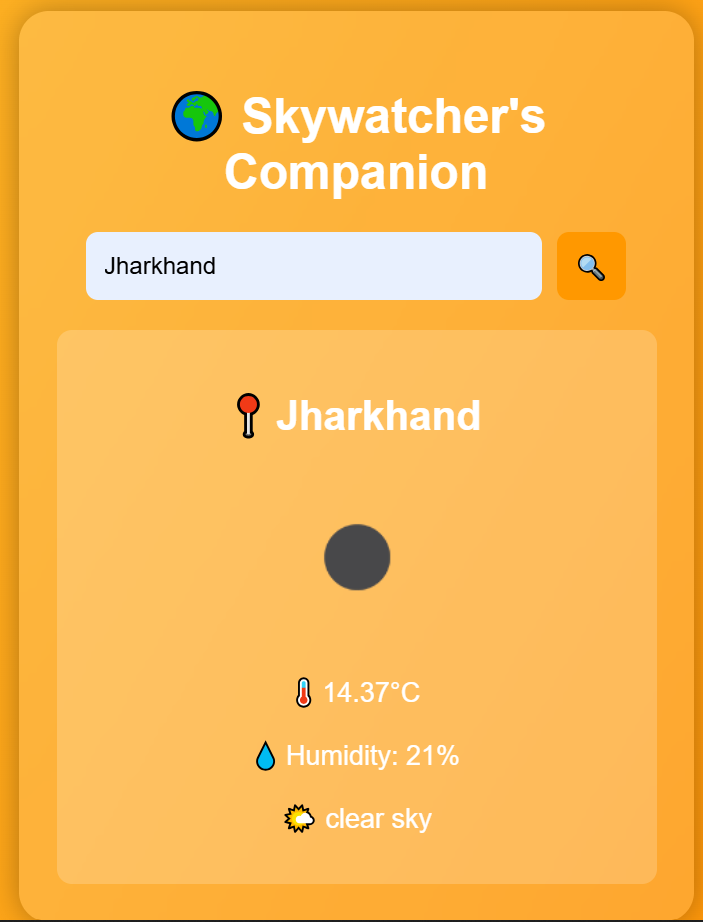 Skywatcher's
Companion
Jharkhand
Jharkhand
14.37°C
Humidity: 21%
clear sky